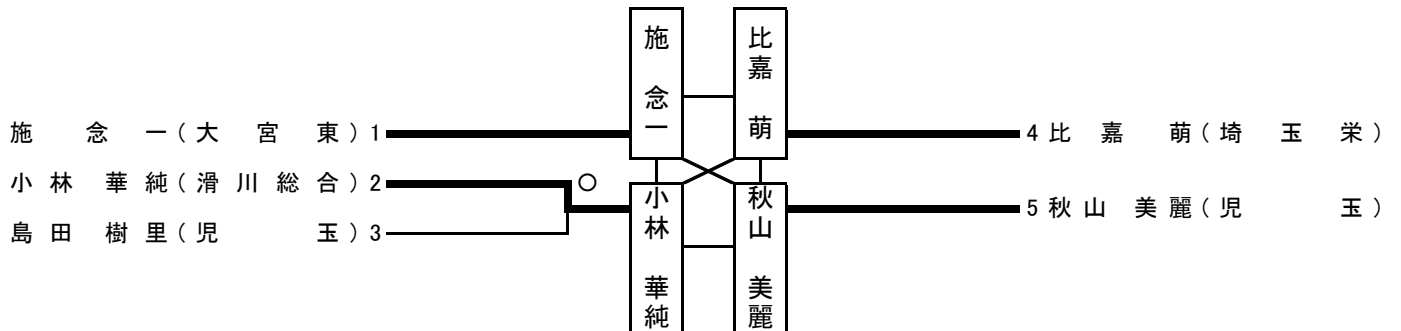 施 念一
比嘉 萌
施 念 一(大 宮 東)1
4 比 嘉 萌(埼 玉 栄)
小 林 華 純(滑 川 総 合)2
○
小林 華純
秋山 美麗
5 秋 山 美 麗(児 玉)
島 田 樹 里(児 玉)3